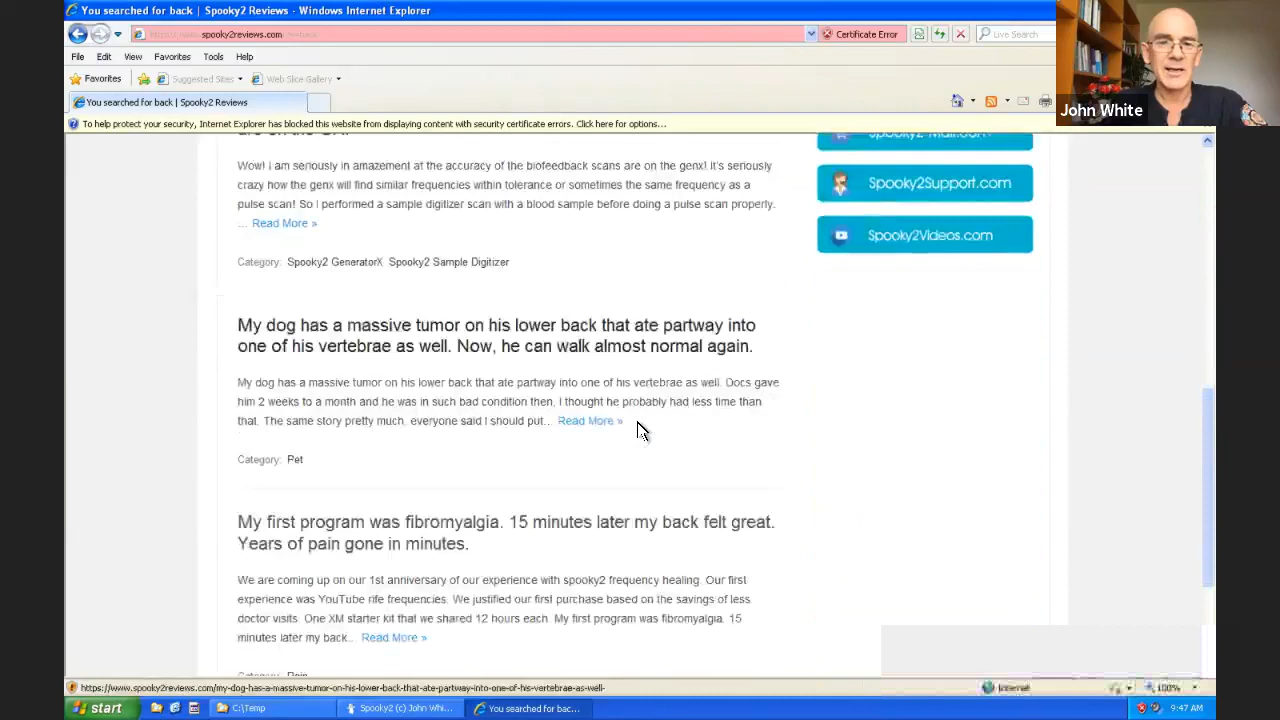 You searched for back | Spooky2 Reviews - Windows Internet Explorer
spooky2reviews.com
Certificate Error
Live Search
File Edit View Favorites Tools Help
Favorites Suggested Sites Web Slice Gallery
You searched for back | Spooky2 Reviews
John White
To help protect your security, Internet Explorer has blocked this website from displaying content with security certificate errors. Click here for options...
Wow! I am seriously in amazement at the accuracy of the biofeedback scans are on the genx! It's seriously
crazy how the genx will find similar frequencies within tolerance or sometimes the same frequency as a
pulse scan! So I performed a sample digitizer scan with a blood sample before doing a pulse scan properly.
... Read More »
Category: Spooky2 GeneratorX Spooky2 Sample Digitizer
Spooky2-Mall.com
Spooky2Support.com
Spooky2Videos.com
My dog has a massive tumor on his lower back that ate partway into
one of his vertebrae as well. Now, he can walk almost normal again.
My dog has a massive tumor on his lower back that ate partway into one of his vertebrae as well. Docs gave
him 2 weeks to a month and he was in such bad condition then, I thought he probably had less time than
that. The same story pretty much, everyone said I should put... Read More »
Category: Pet
My first program was fibromyalgia. 15 minutes later my back felt great.
Years of pain gone in minutes.
We are coming up on our 1st anniversary of our experience with spooky2 frequency healing. Our first
experience was YouTube rife frequencies. We justified our first purchase based on the savings of less
doctor visits. One XM starter kit that we shared 12 hours each. My first program was fibromyalgia. 15
minutes later my back... Read More »
https://www.spooky2reviews.com/my-dog-has-a-massive-tumor-on-his-lower-back-that-ate-partway-into-one-of-his-vertebrae-as-well-
Internet
100%
start
C:\Temp
Spooky2 (c) John Whi...
You searched for bac...
9:47 AM